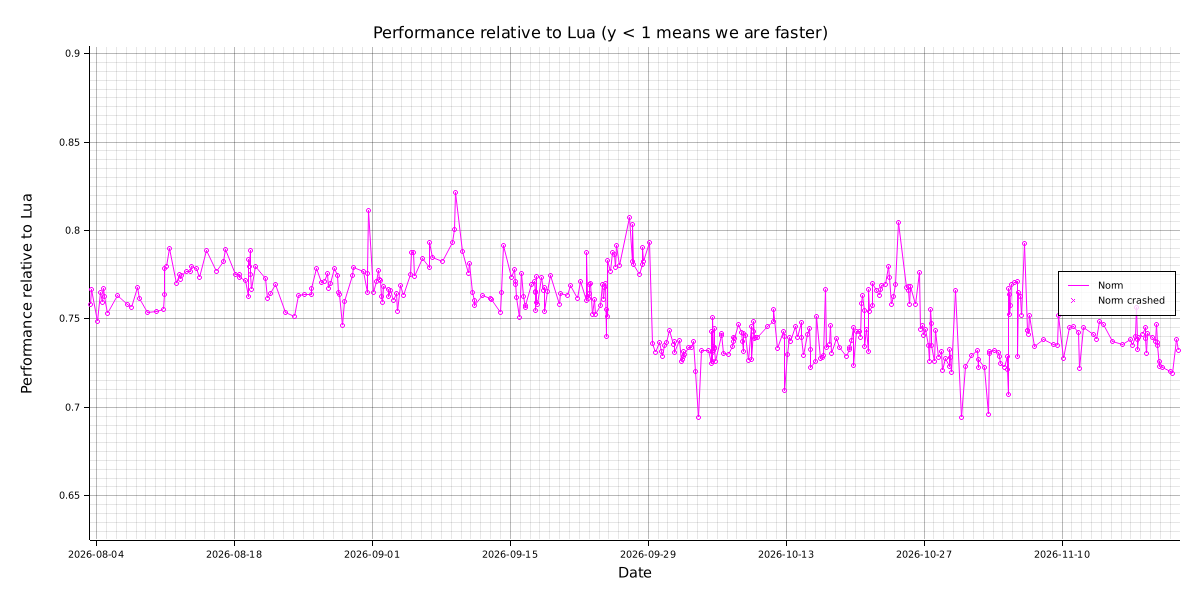 Performance relative to Lua (y < 1 means we are faster)
0.9
0.85
0.8
0.75
0.7
0.65
Performance relative to Lua
Norm
Norm crashed
2026-08-04
2026-08-18
2026-09-01
2026-09-15
2026-09-29
2026-10-13
2026-10-27
2026-11-10
Date